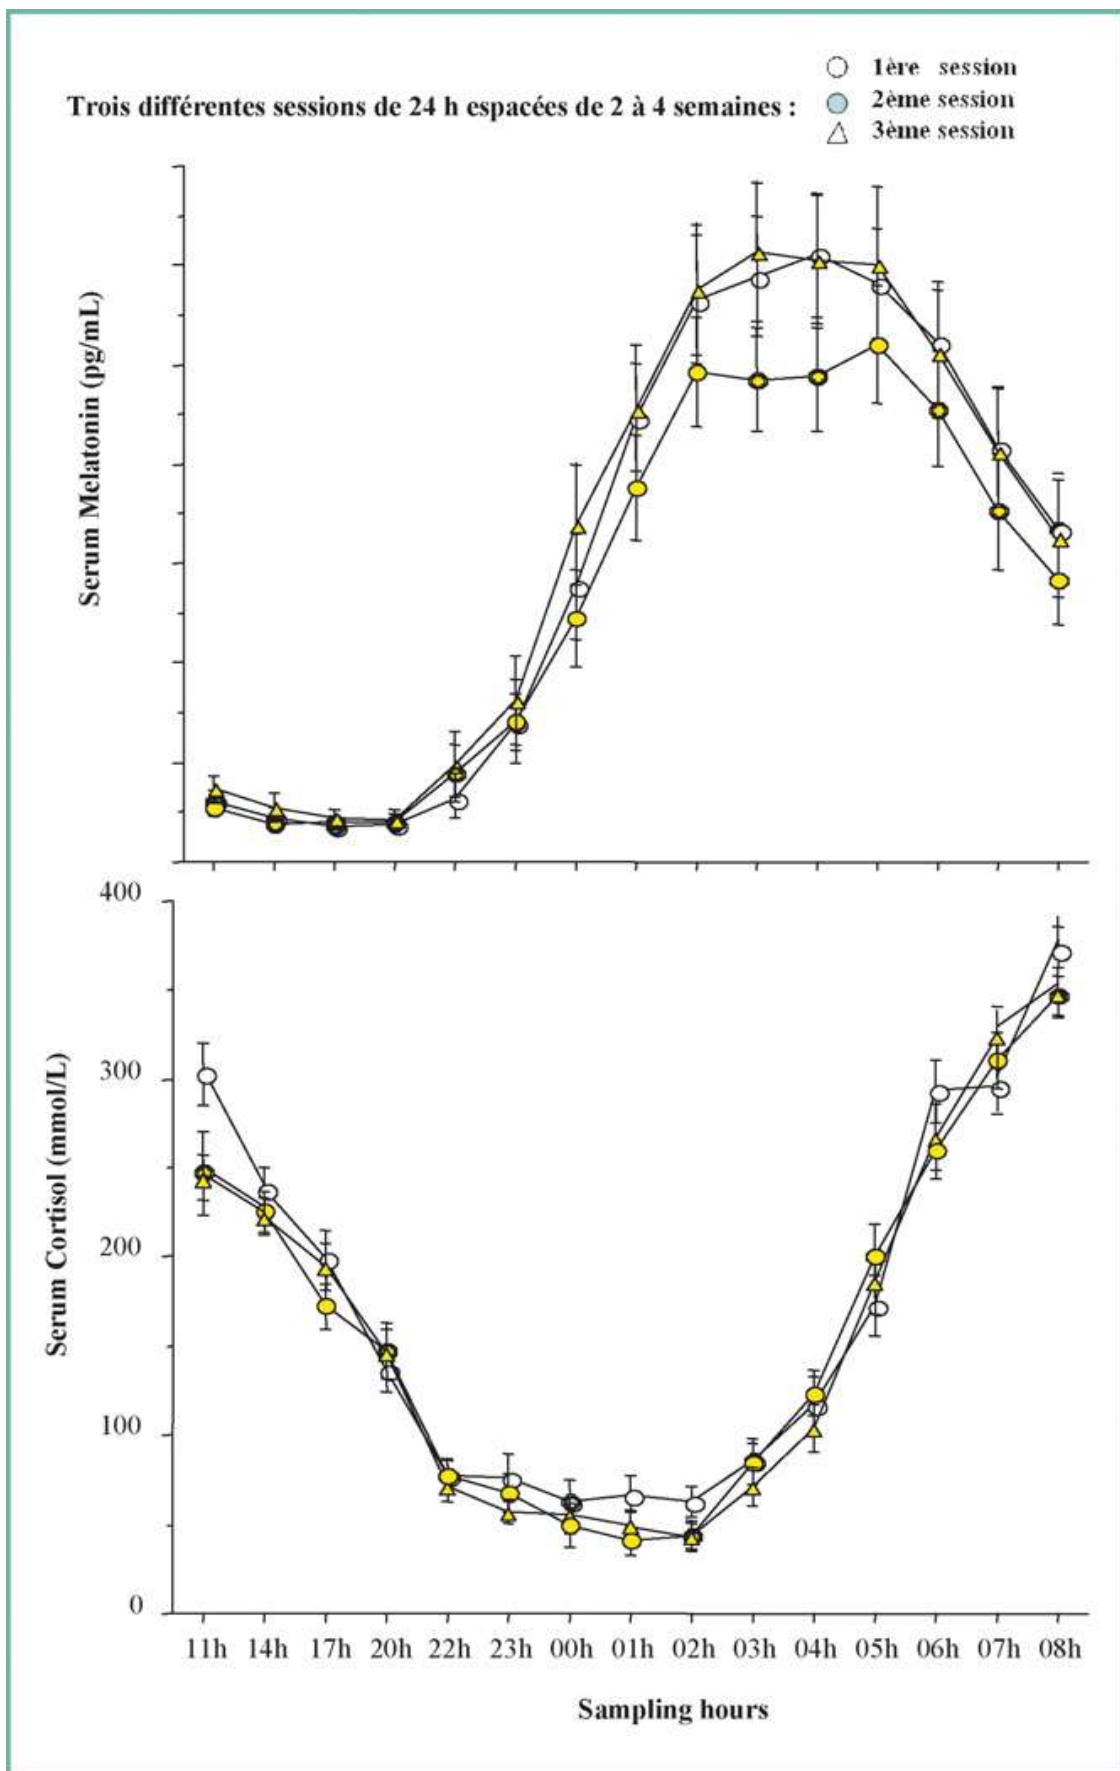 1ère session
Trois différentes sessions de 24 h espacées de 2 à 4 semaines :
2ème session
3ème session
Serum Melatonin (pg/mL)
400
300
200
100
0
Serum Cortisol (mmol/L)
11h 14h 17h 20h 22h 23h 00h 01h 02h 03h 04h 05h 06h 07h 08h
Sampling hours